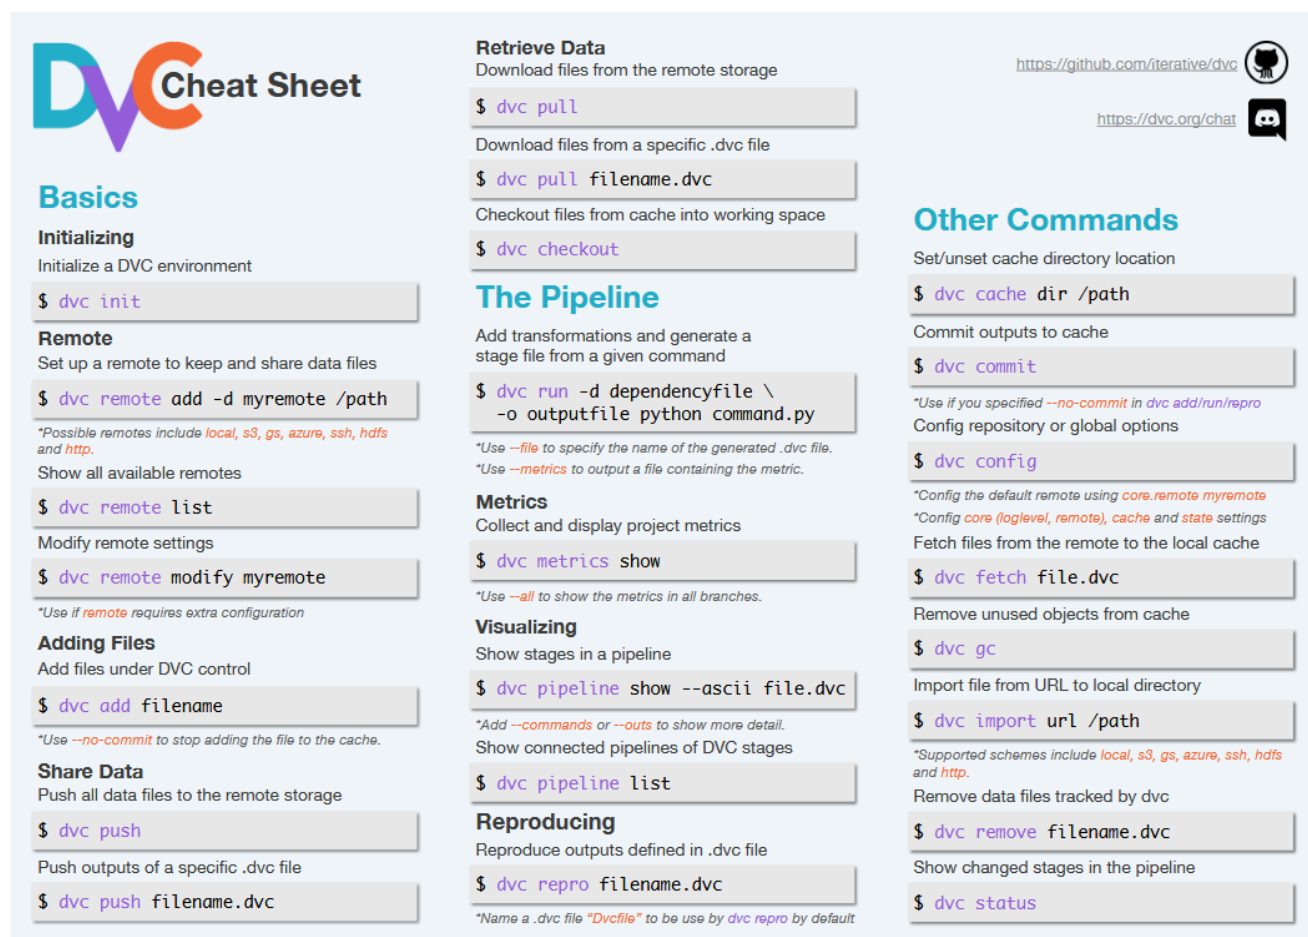 DVC Cheat Sheet
Basics
Initializing
Initialize a DVC environment
$ dvc init
Remote
Set up a remote to keep and share data files
$ dvc remote add -d myremote /path
*Possible remotes include local, s3, gs, azure, ssh, hdfs
and http.
Show all available remotes
$ dvc remote list
Modify remote settings
$ dvc remote modify myremote
*Use if remote requires extra configuration
Adding Files
Add files under DVC control
$ dvc add filename
*Use --no-commit to stop adding the file to the cache.
Share Data
Push all data files to the remote storage
$ dvc push
Push outputs of a specific .dvc file
$ dvc push filename.dvc
Retrieve Data
Download files from the remote storage
$ dvc pull
Download files from a specific .dvc file
$ dvc pull filename.dvc
Checkout files from cache into working space
$ dvc checkout
The Pipeline
Add transformations and generate a
stage file from a given command
$ dvc run -d dependencyfile \
-o outputfile python command.py
*Use --file to specify the name of the generated .dvc file.
*Use --metrics to output a file containing the metric.
Metrics
Collect and display project metrics
$ dvc metrics show
*Use --all to show the metrics in all branches.
Visualizing
Show stages in a pipeline
$ dvc pipeline show --ascii file.dvc
*Add --commands or --outs to show more detail.
Show connected pipelines of DVC stages
$ dvc pipeline list
Reproducing
Reproduce outputs defined in .dvc file
$ dvc repro filename.dvc
*Name a .dvc file “Dvcfile” to be use by dvc repro by default
https://github.com/iterative/dvc
https://dvc.org/chat
Other Commands
Set/unset cache directory location
$ dvc cache dir /path
Commit outputs to cache
$ dvc commit
*Use if you specified --no-commit in dvc add/run/repro
Config repository or global options
$ dvc config
*Config the default remote using core.remote myremote
*Config core (loglevel, remote), cache and state settings
Fetch files from the remote to the local cache
$ dvc fetch file.dvc
Remove unused objects from cache
$ dvc gc
Import file from URL to local directory
$ dvc import url /path
*Supported schemes include local, s3, gs, azure, ssh, hdfs
and http.
Remove data files tracked by dvc
$ dvc remove filename.dvc
Show changed stages in the pipeline
$ dvc status